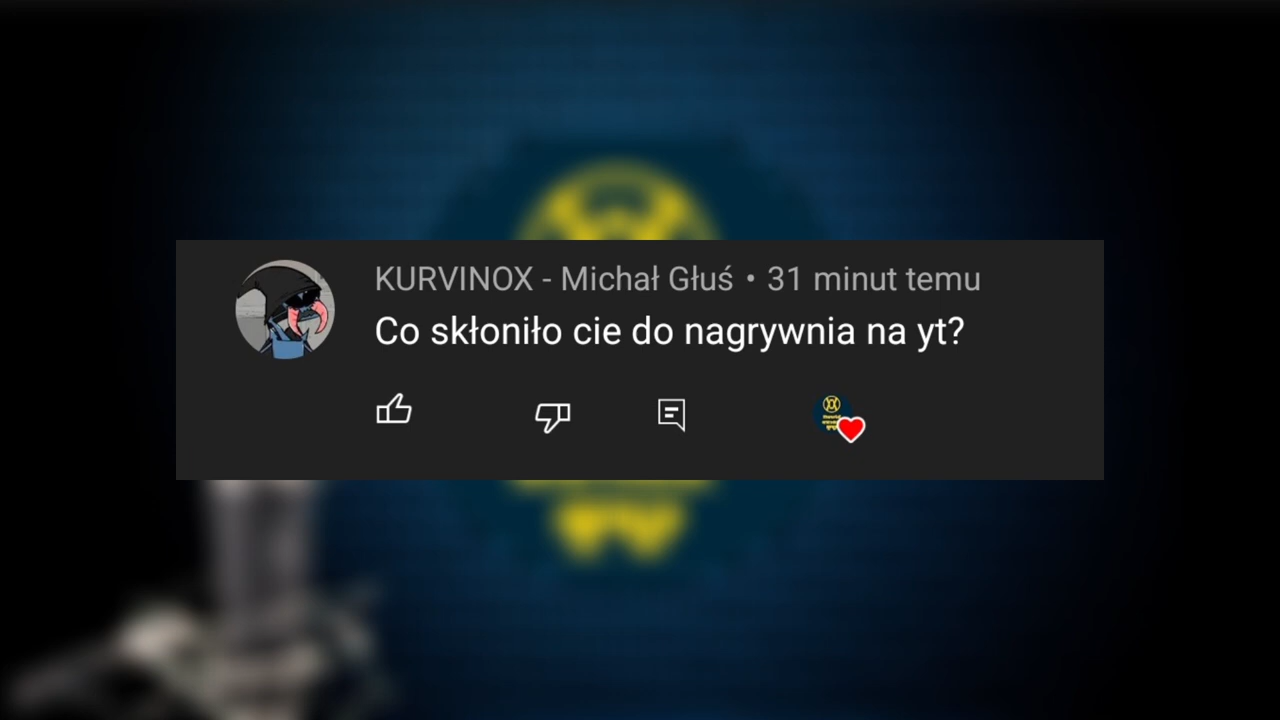 KURVINOX - Michał Głuś • 31 minut temu
Co skłoniło cie do nagrywnia na yt?